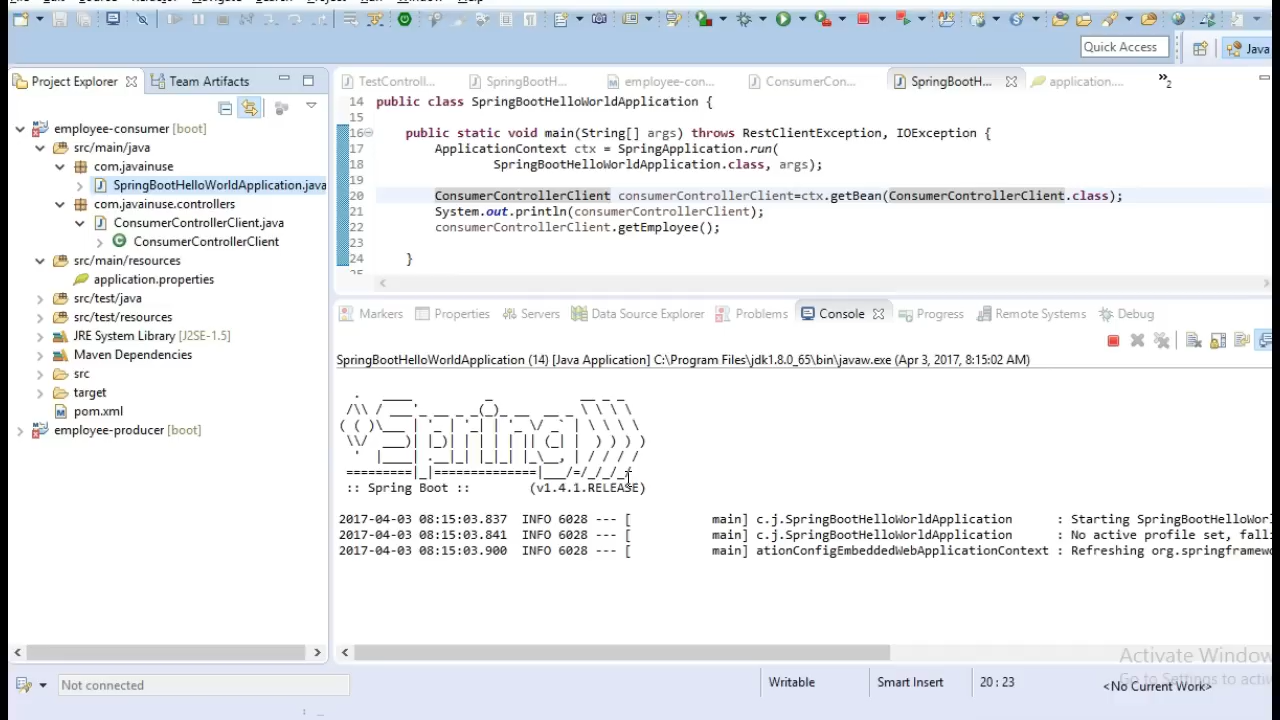 Quick Access
Java
Project Explorer
Team Artifacts
TestControll...
SpringBootH...
employee-con...
ConsumerCon...
SpringBootH...
application....
»2
employee-consumer [boot]
src/main/java
com.javainuse
SpringBootHelloWorldApplication.java
com.javainuse.controllers
ConsumerControllerClient.java
ConsumerControllerClient
src/main/resources
application.properties
src/test/java
src/test/resources
JRE System Library [J2SE-1.5]
Maven Dependencies
src
target
pom.xml
employee-producer [boot]
14 public class SpringBootHelloWorldApplication {
15
16 public static void main(String[] args) throws RestClientException, IOException {
17 ApplicationContext ctx = SpringApplication.run(
18 SpringBootHelloWorldApplication.class, args);
19
20 ConsumerControllerClient consumerControllerClient=ctx.getBean(ConsumerControllerClient.class);
21 System.out.println(consumerControllerClient);
22 consumerControllerClient.getEmployee();
23
24 }
Markers
Properties
Servers
Data Source Explorer
Problems
Console
Progress
Remote Systems
Debug
SpringBootHelloWorldApplication (14) [Java Application] C:\Program Files\jdk1.8.0_65\bin\javaw.exe (Apr 3, 2017, 8:15:02 AM)
Spring
:: Spring Boot :: (v1.4.1.RELEASE)
2017-04-03 08:15:03.837 INFO 6028 --- [ main] c.j.SpringBootHelloWorldApplication : Starting SpringBootHelloWorl
2017-04-03 08:15:03.841 INFO 6028 --- [ main] c.j.SpringBootHelloWorldApplication : No active profile set, fall
2017-04-03 08:15:03.900 INFO 6028 --- [ main] ationConfigEmbeddedWebApplicationContext : Refreshing org.springframew
Activate Window
Go to Settings to acti
Not connected
Writable
Smart Insert
20 : 23
<No Current Work>